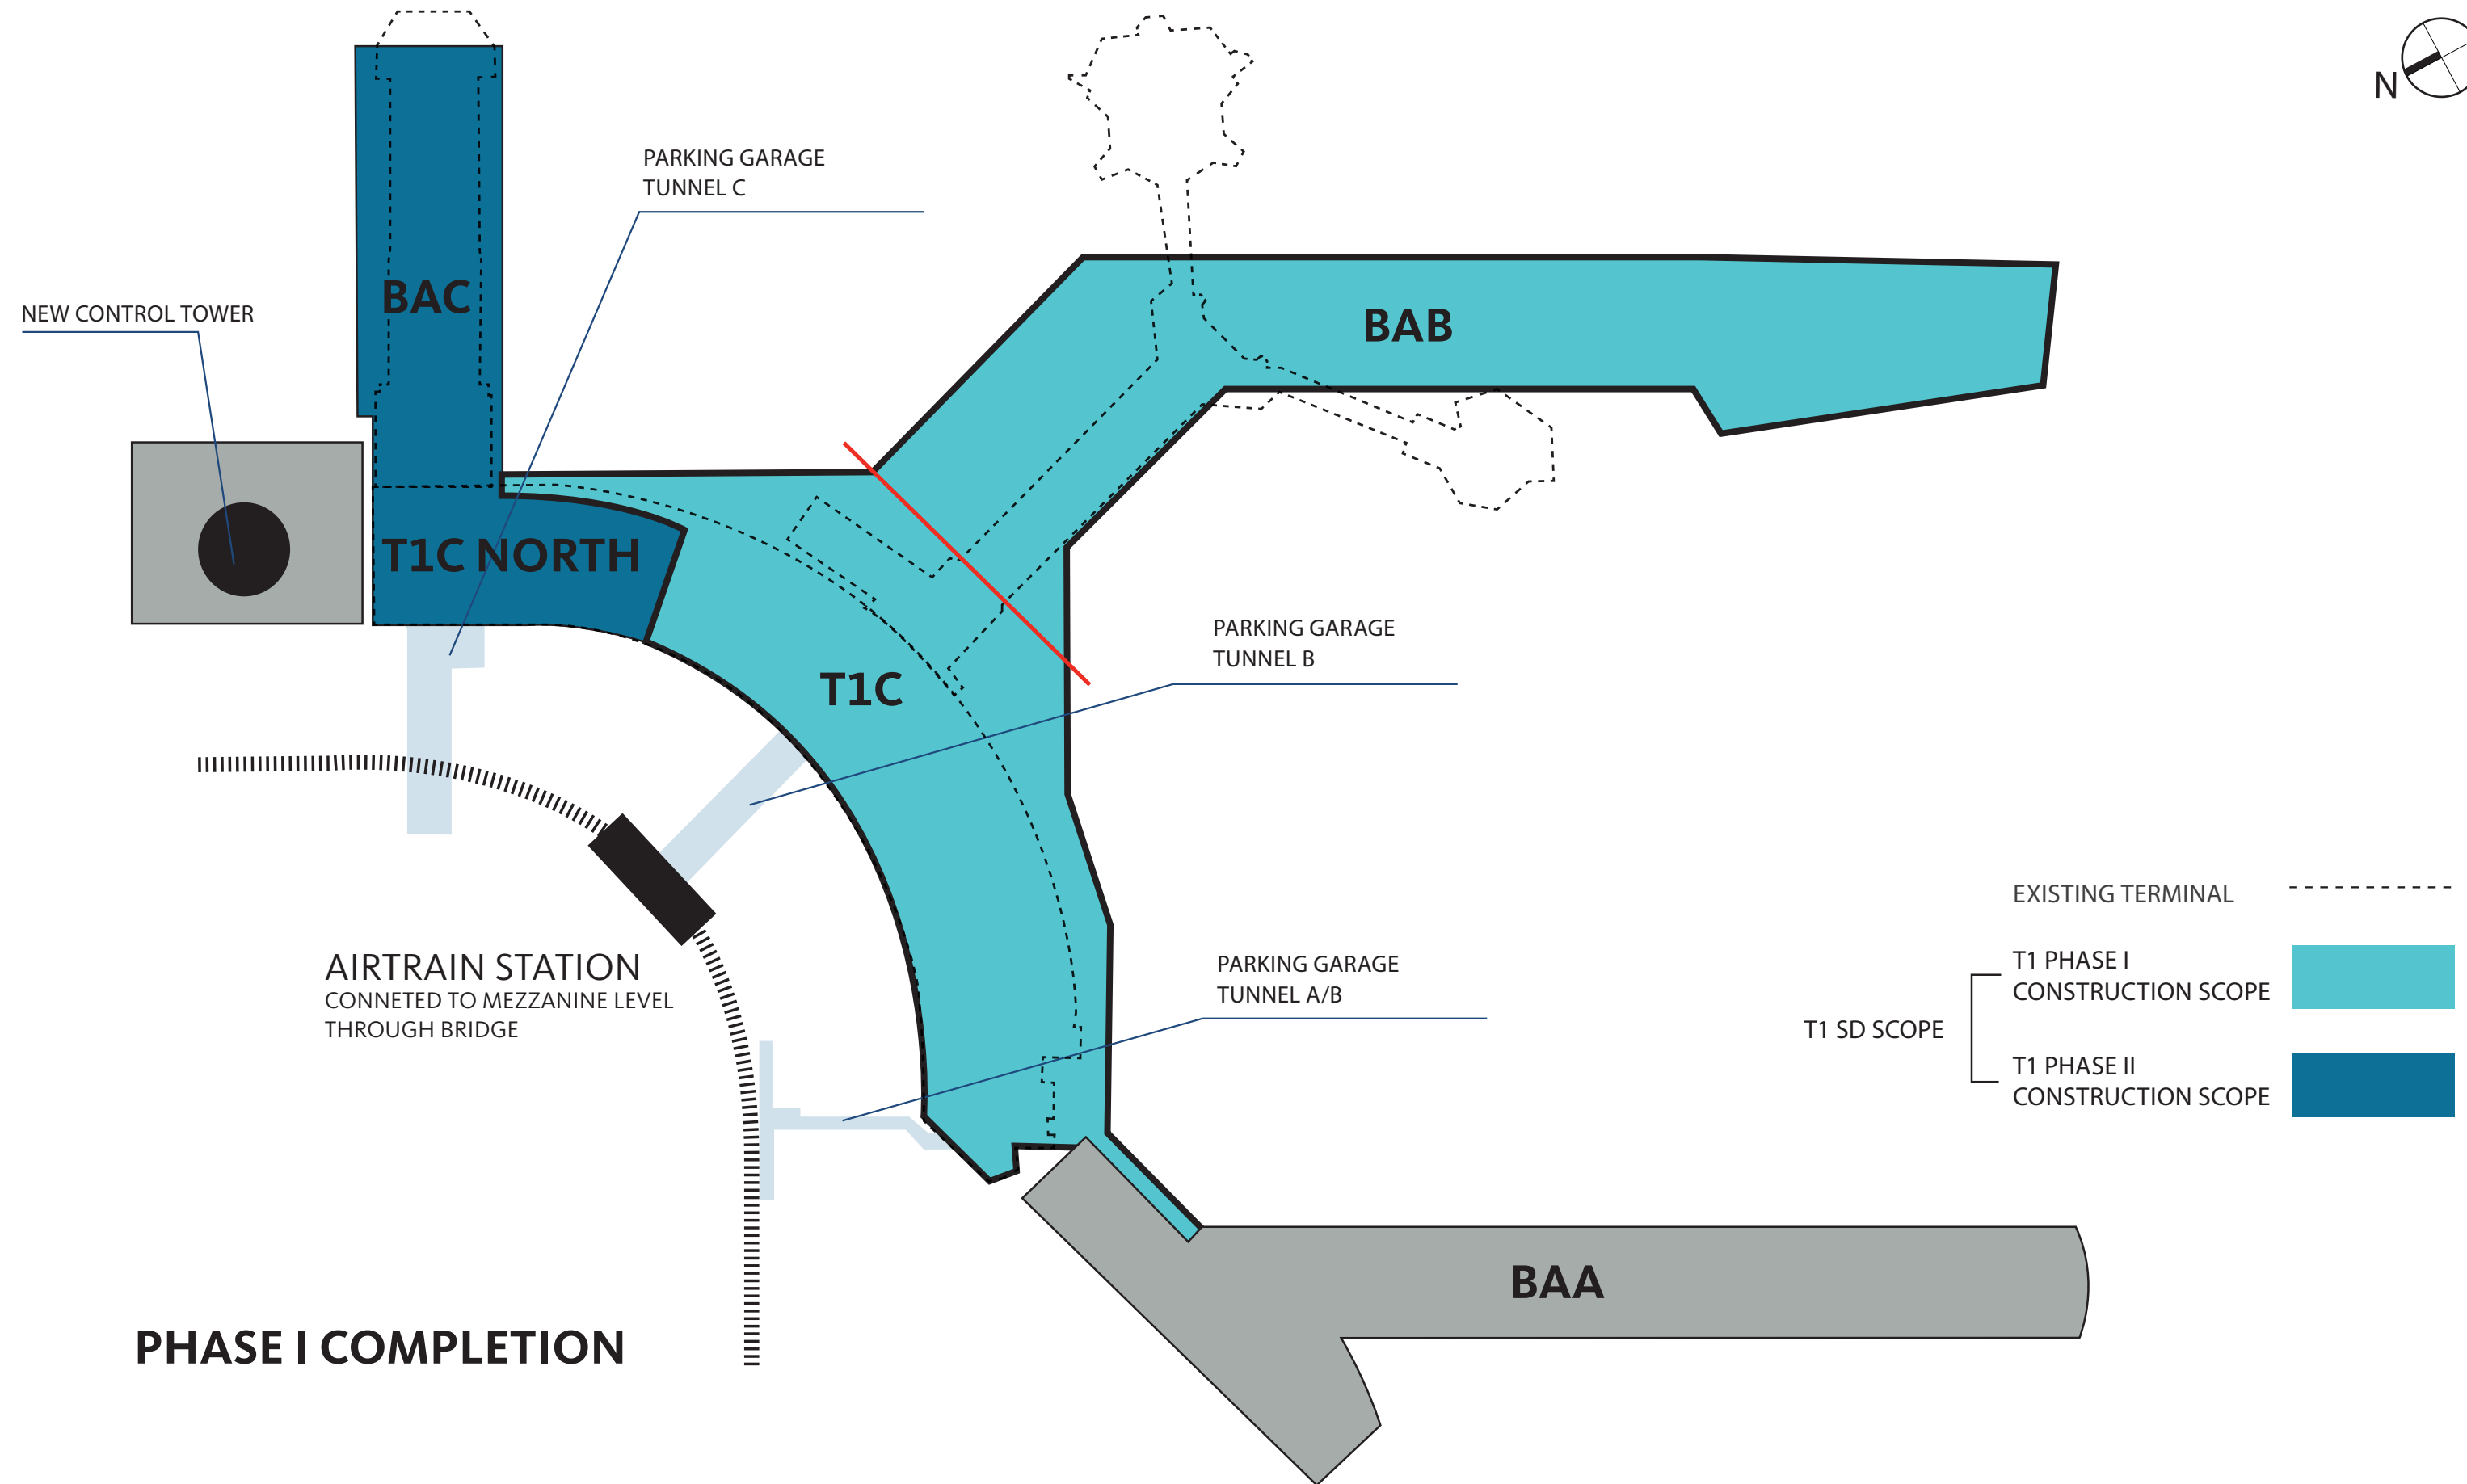 N
PARKING GARAGE
TUNNEL C
BAC
NEW CONTROL TOWER
BAB
T1C NORTH
PARKING GARAGE
TUNNEL B
T1C
EXISTING TERMINAL
AIRTRAIN STATION
CONNETED TO MEZZANINE LEVEL
THROUGH BRIDGE
PARKING GARAGE
TUNNEL A/B
T1 PHASE I
CONSTRUCTION SCOPE
T1 SD SCOPE
T1 PHASE II
CONSTRUCTION SCOPE
BAA
PHASE I COMPLETION